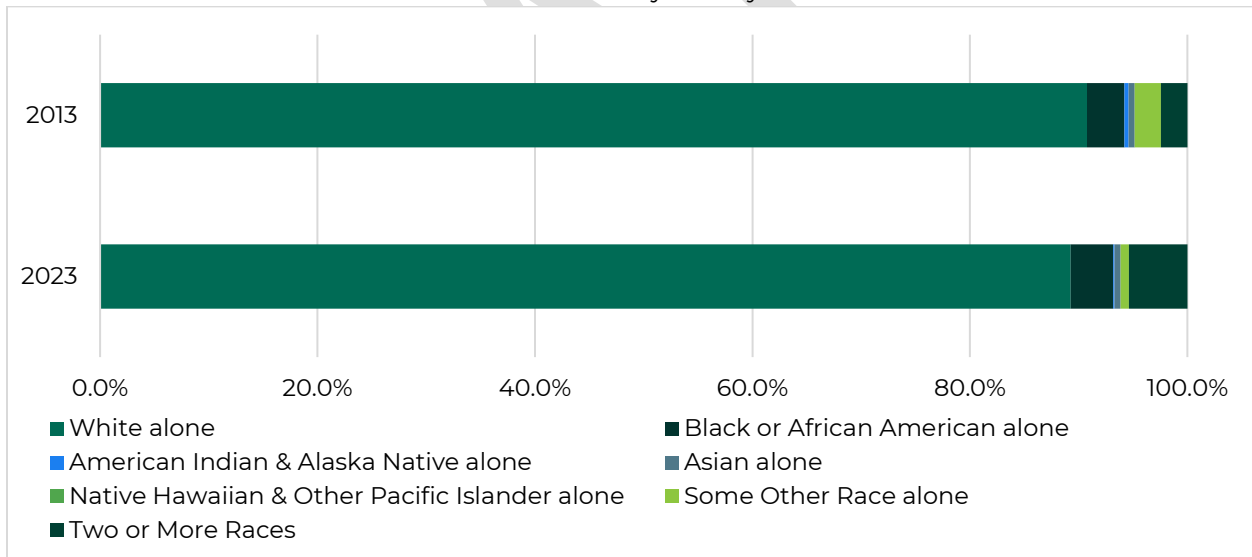 2013
2023
0.0% 20.0% 40.0% 60.0% 80.0% 100.0%
White alone Black or African American alone
American Indian & Alaska Native alone Asian alone
Native Hawaiian & Other Pacific Islander alone Some Other Race alone
Two or More Races